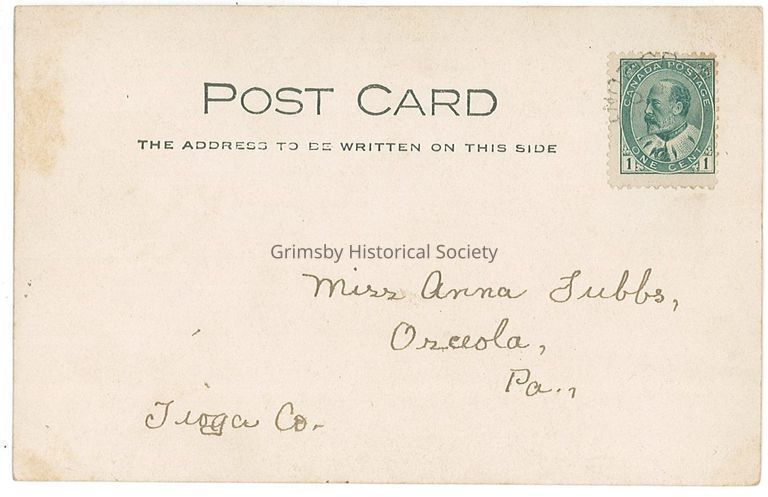 POST CARD
THE ADDRESS TO BE WRITTEN ON THIS SIDE
CANADA POSTAGE
ONE CENT
1 1
Grimsby Historical Society
Miss Anna Tubbs,
Osceola,
Pa.,
Tioga Co.